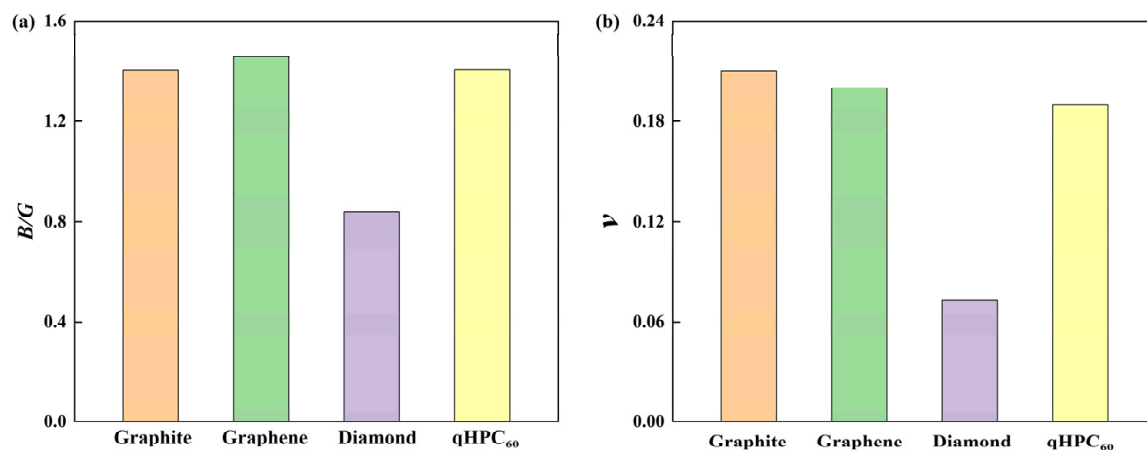 (a)
1.6
1.2
0.8
0.4
0.0
B/G
Graphite Graphene Diamond qHPC₆₀
(b)
0.24
0.18
0.12
0.06
0.00
ν
Graphite Graphene Diamond qHPC₆₀